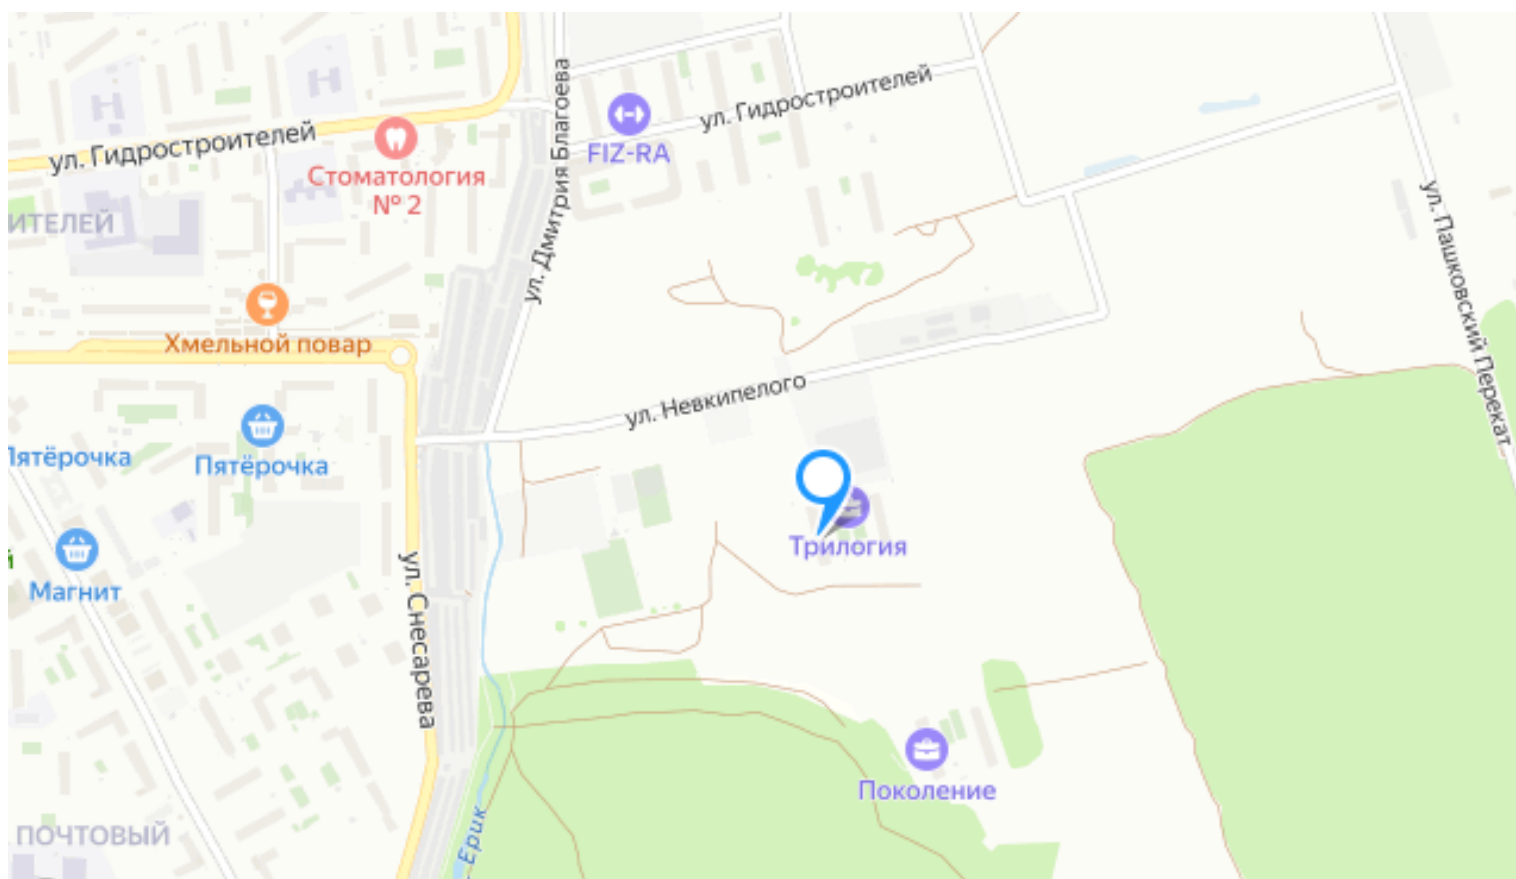 ул. Дмитрия Благоева
ул. Гидростроителей
ул. Гидростроителей
FIZ-RA
Стоматология
№ 2
ИТЕЛЕЙ
ул. Пашковский Перекат
Хмельной повар
ул. Невкипелого
Пятёрочка
Пятёрочка
Трилогия
й
Магнит
ул. Снесарева
Поколение
ПОЧТОВЫЙ
Ерик